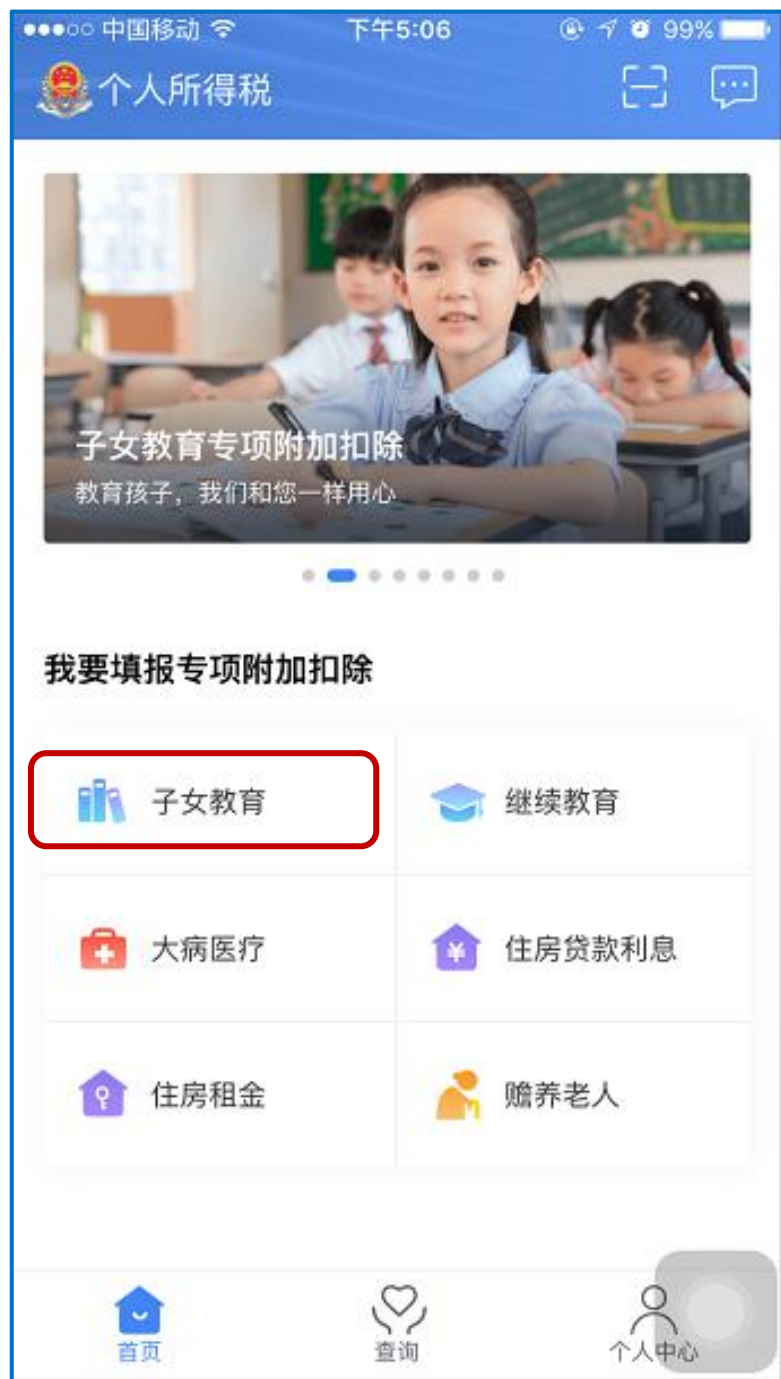 中国移动 下午5:06 99%
个人所得税
子女教育专项附加扣除
教育孩子，我们和您一样用心
我要填报专项附加扣除
子女教育 继续教育
大病医疗 住房贷款利息
住房租金 赡养老人
首页 查询 个人中心